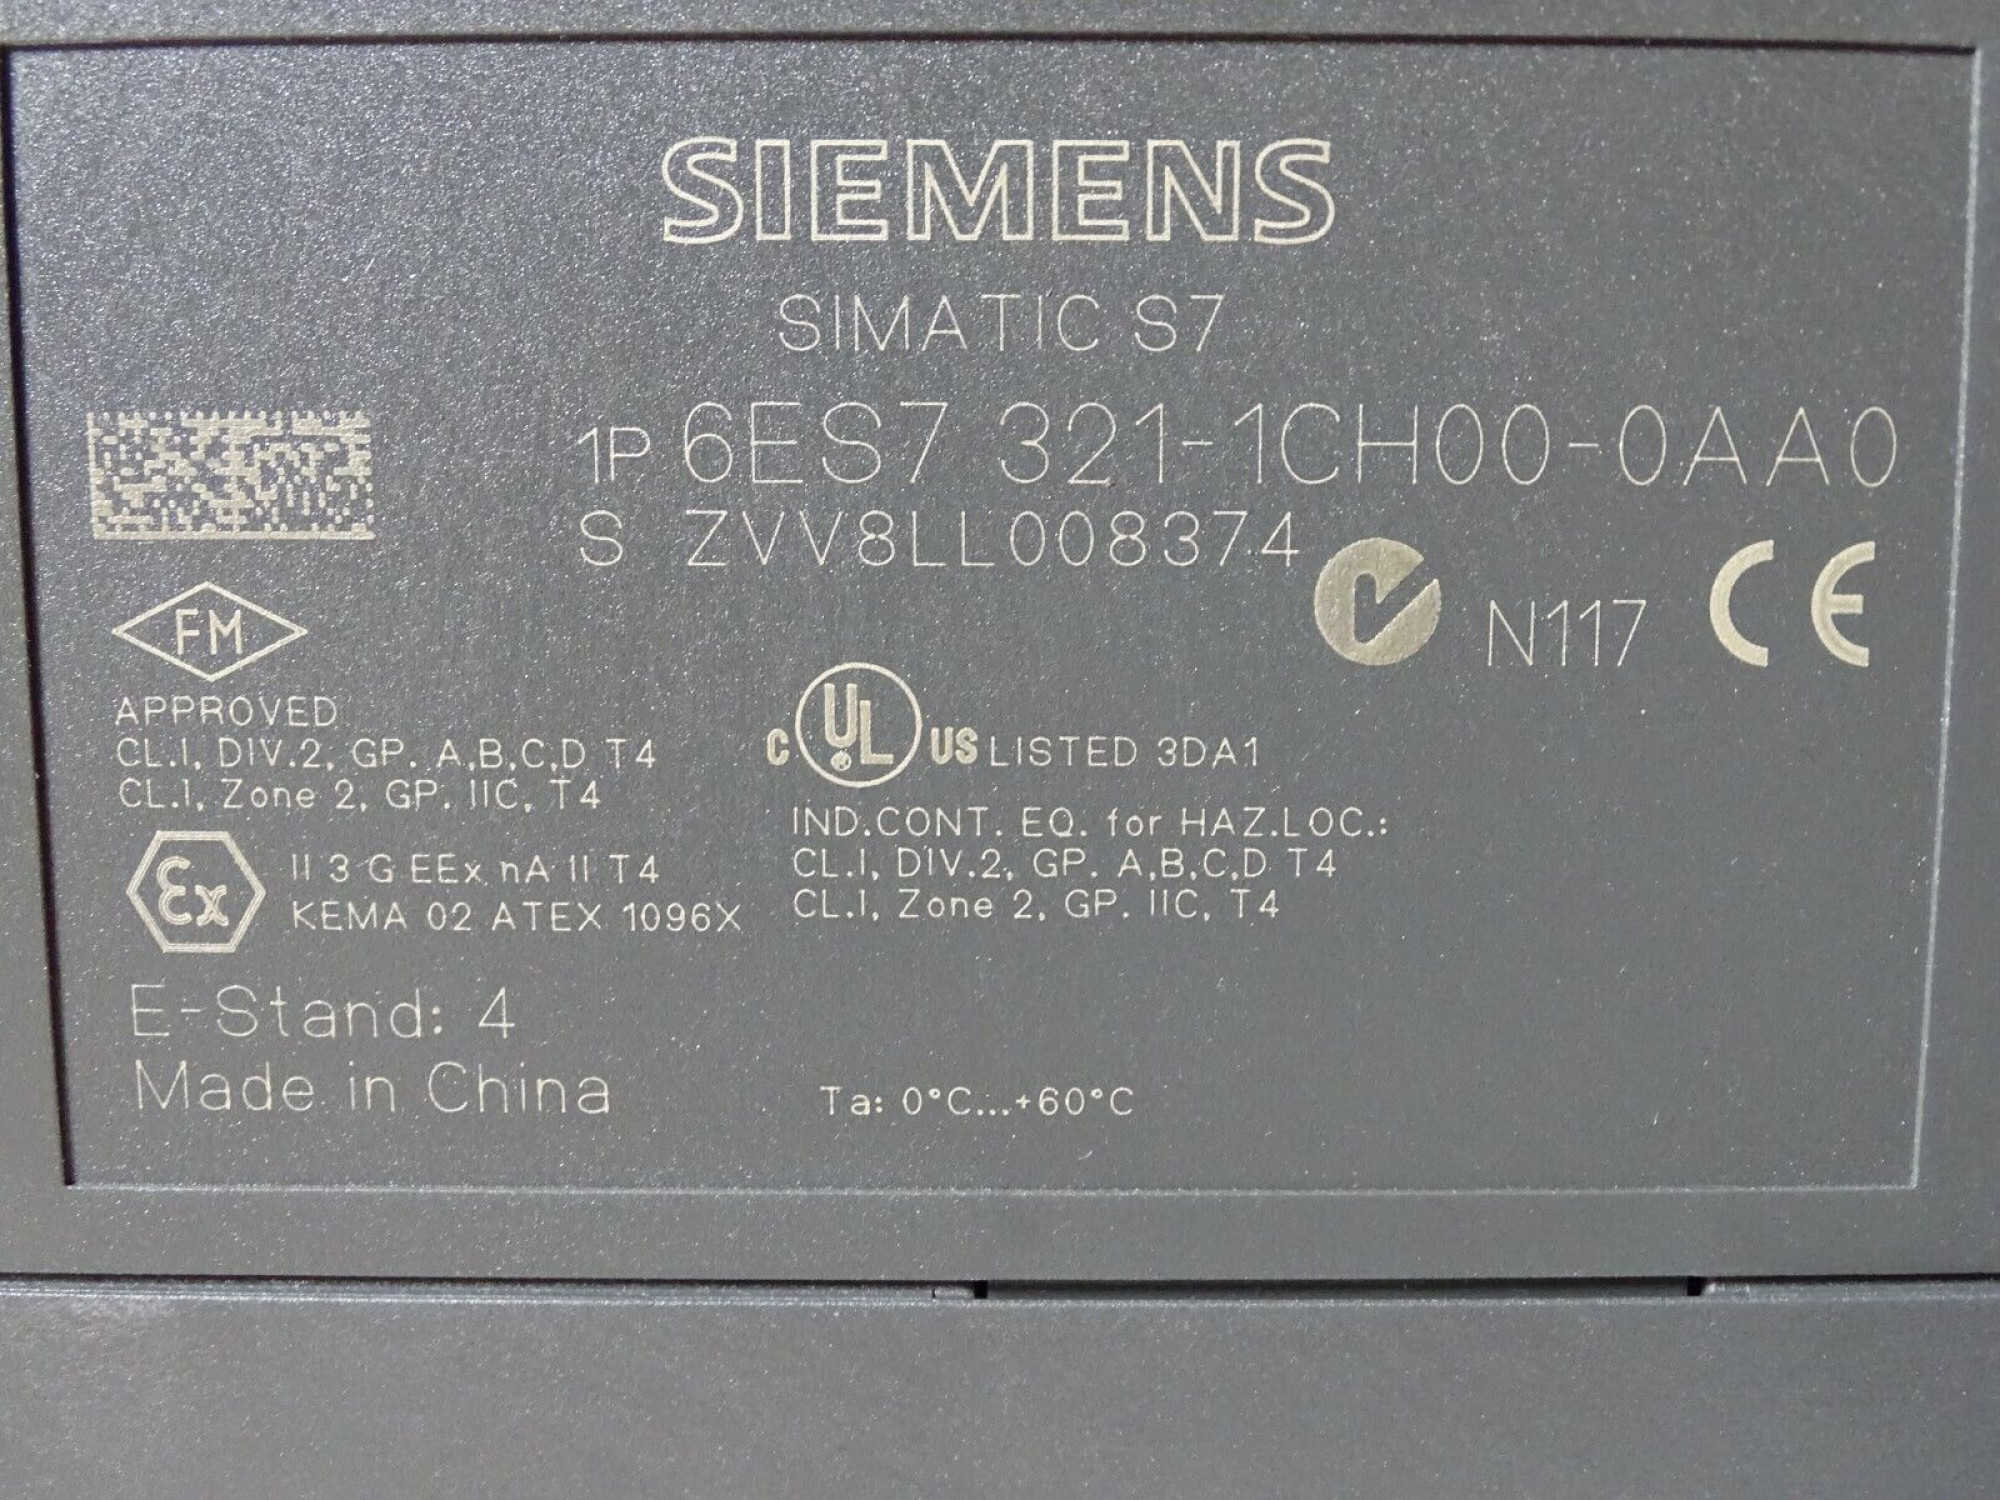 SIEMENS
SIMATIC S7
1P 6ES7 321-1CH00-0AA0
S ZVV8LL008374
N117 CE
FM
APPROVED
CL.I, DIV.2, GP. A,B,C,D T4
CL.I, Zone 2, GP. IIC, T4
C UL ® US LISTED 3DA1
IND.CONT. EQ. for HAZ.LOC.:
CL.I, DIV.2, GP. A,B,C,D T4
CL.I, Zone 2, GP. IIC, T4
Ex II 3 G EEx nA II T4
KEMA 02 ATEX 1096X
E-Stand: 4
Made in China
Ta: 0°C...+60°C